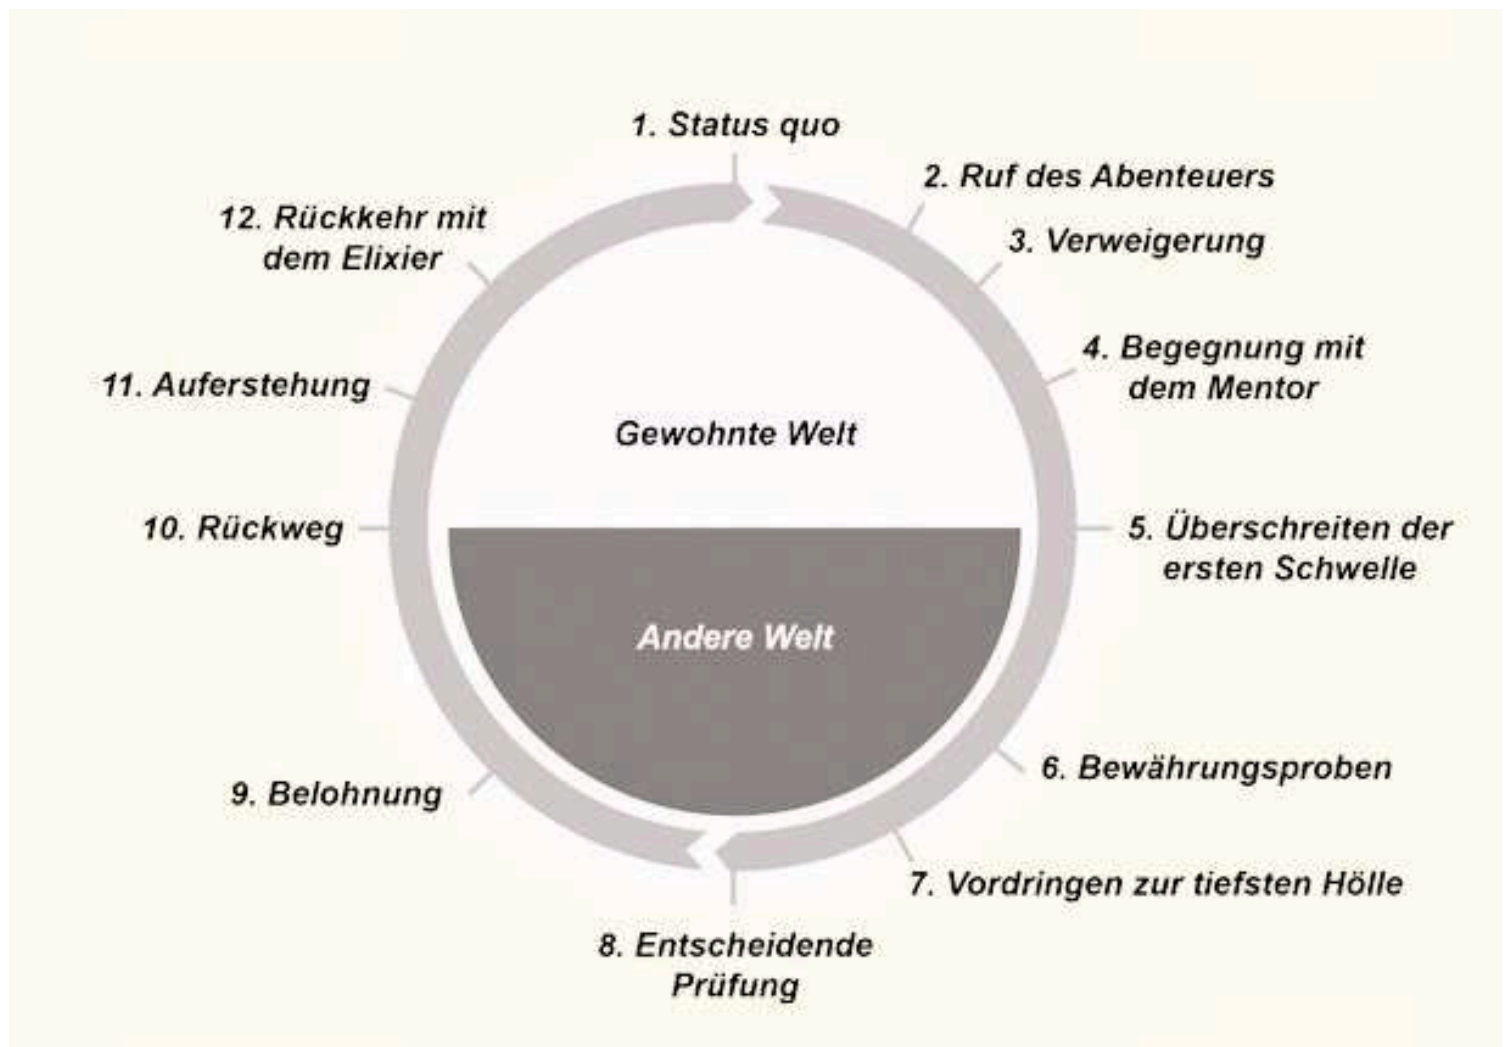 1. Status quo
2. Ruf des Abenteuers
3. Verweigerung
4. Begegnung mit
dem Mentor
5. Überschreiten der
ersten Schwelle
6. Bewährungsproben
7. Vordringen zur tiefsten Hölle
8. Entscheidende
Prüfung
9. Belohnung
10. Rückweg
11. Auferstehung
12. Rückkehr mit
dem Elixier
Gewohnte Welt
Andere Welt